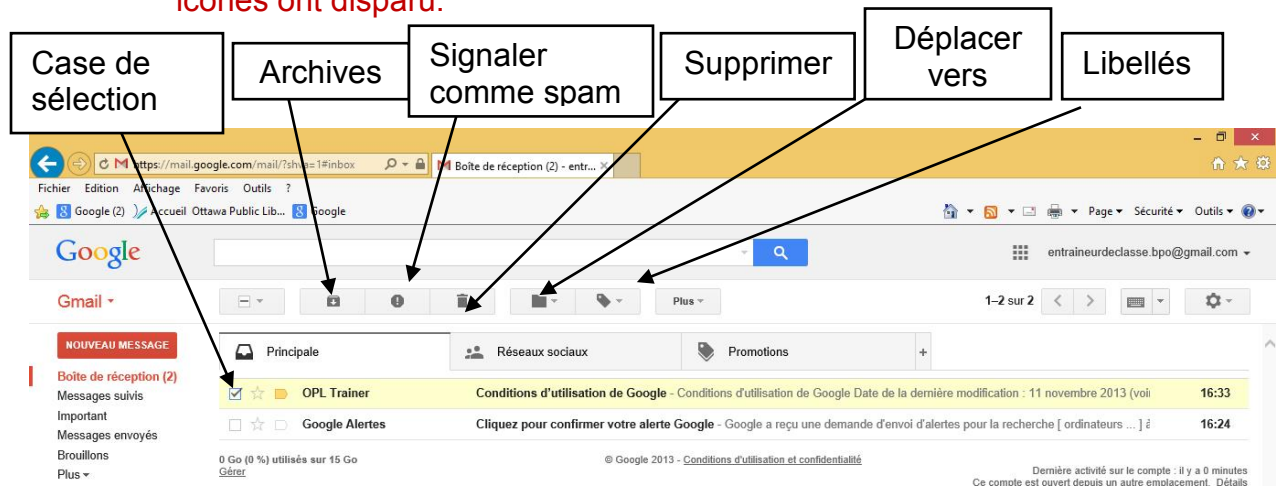 icônes ont disparu.
Case de
sélection
Archives
Signaler
comme spam
Supprimer
Déplacer
vers
Libellés
https://mail.google.com/mail/?shva=1#inbox
Boîte de réception (2) - entr...
Fichier Edition Affichage Favoris Outils ?
Google (2) Accueil Ottawa Public Lib... Google
Page Sécurité Outils
Google
entraineurdeclasse.bpo@gmail.com
Gmail
Plus
1–2 sur 2
NOUVEAU MESSAGE
Principale
Réseaux sociaux
Promotions
+
Boîte de réception (2)
Messages suivis
Important
Messages envoyés
Brouillons
Plus
OPL Trainer Conditions d'utilisation de Google - Conditions d'utilisation de Google Date de la dernière modification : 11 novembre 2013 (voi 16:33
Google Alertes Cliquez pour confirmer votre alerte Google - Google a reçu une demande d'envoi d'alertes pour la recherche [ ordinateurs ... ] à 16:24
0 Go (0 %) utilisés sur 15 Go
Gérer
© Google 2013 - Conditions d'utilisation et confidentialité
Dernière activité sur le compte : il y a 0 minutes
Ce compte est ouvert depuis un autre emplacement. Détails